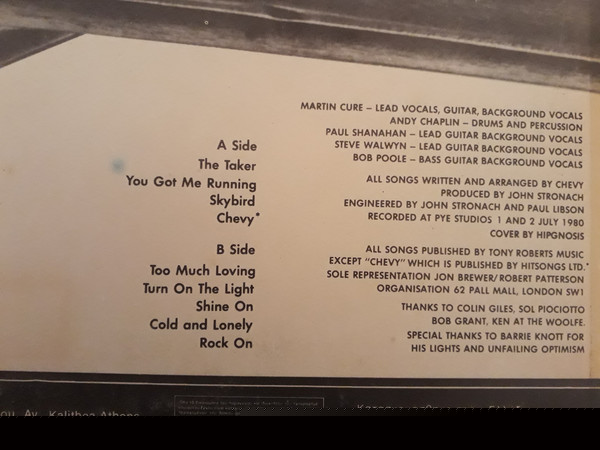 A Side
The Taker
You Got Me Running
Skybird
Chevy*
B Side
Too Much Loving
Turn On The Light
Shine On
Cold and Lonely
Rock On
MARTIN CURE – LEAD VOCALS, GUITAR, BACKGROUND VOCALS
ANDY CHAPLIN – DRUMS AND PERCUSSION
PAUL SHANAHAN – LEAD GUITAR BACKGROUND VOCALS
STEVE WALWYN – LEAD GUITAR BACKGROUND VOCALS
BOB POOLE – BASS GUITAR BACKGROUND VOCALS
ALL SONGS WRITTEN AND ARRANGED BY CHEVY
PRODUCED BY JOHN STRONACH
ENGINEERED BY JOHN STRONACH AND PAUL LIBSON
RECORDED AT PYE STUDIOS 1 AND 2 JULY 1980
COVER BY HIPGNOSIS
ALL SONGS PUBLISHED BY TONY ROBERTS MUSIC
EXCEPT “CHEVY” WHICH IS PUBLISHED BY HITSONGS LTD.*
SOLE REPRESENTATION JON BREWER/ROBERT PATTERSON
ORGANISATION 62 PALL MALL, LONDON SW1
THANKS TO COLIN GILES, SOL PIOCIOTTO
BOB GRANT, KEN AT THE WOOLFE.
SPECIAL THANKS TO BARRIE KNOTT FOR
HIS LIGHTS AND UNFAILING OPTIMISM
Kalithea Athens